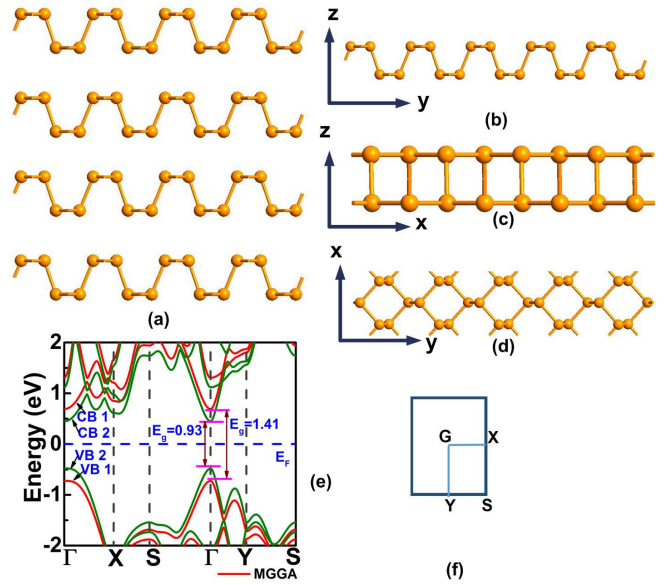 (a)
z
y
(b)
z
x
(c)
x
y
(d)
2
1
0
-1
-2
Energy (eV)
CB 1
CB 2
VB 2
VB 1
E_g=0.93
E_g=1.41
E_F
Γ X S Γ Y S
MGGA
(e)
G X
Y S
(f)